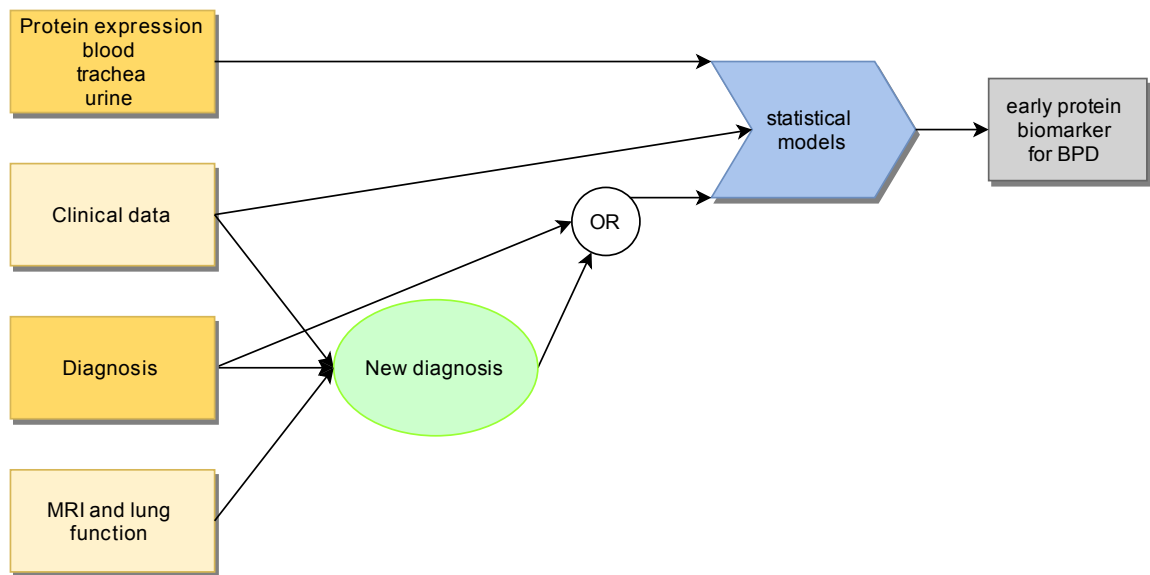 Protein expression
blood
trachea
urine
statistical
models
early protein
biomarker
for BPD
Clinical data
OR
Diagnosis
New diagnosis
MRI and lung
function